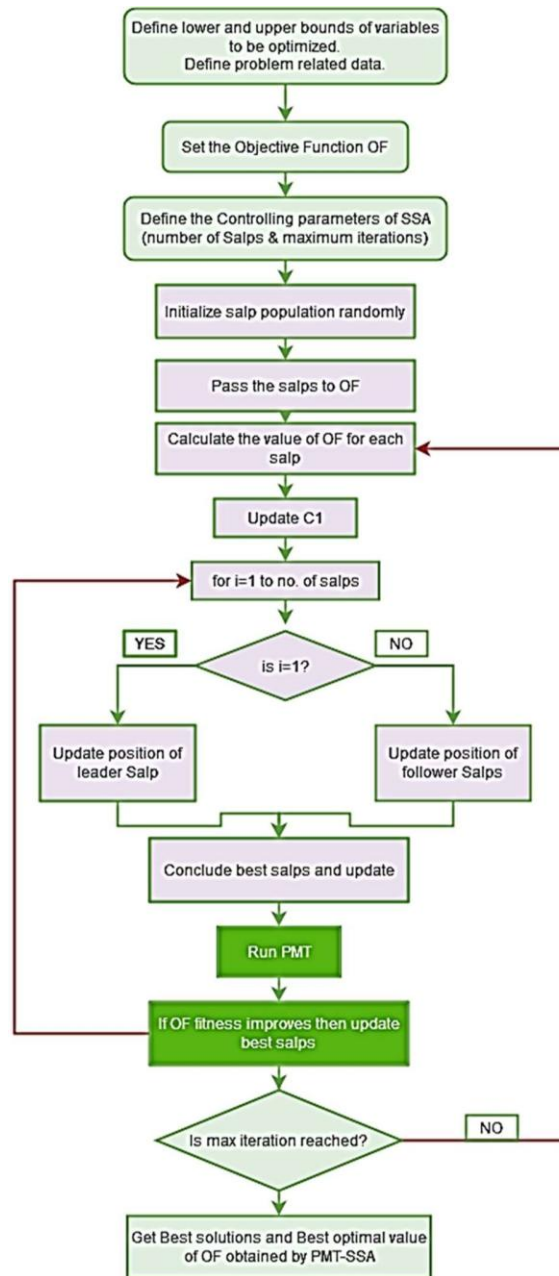 Define lower and upper bounds of variables
to be optimized.
Define problem related data.
Set the Objective Function OF
Define the Controlling parameters of SSA
(number of Salps & maximum iterations)
Initialize salp population randomly
Pass the salps to OF
Calculate the value of OF for each
salp
Update C1
for i=1 to no. of salps
YES
NO
is i=1?
Update position of
leader Salp
Update position of
follower Salps
Conclude best salps and update
Run PMT
If OF fitness improves then update
best salps
Is max iteration reached?
NO
Get Best solutions and Best optimal value
of OF obtained by PMT-SSA